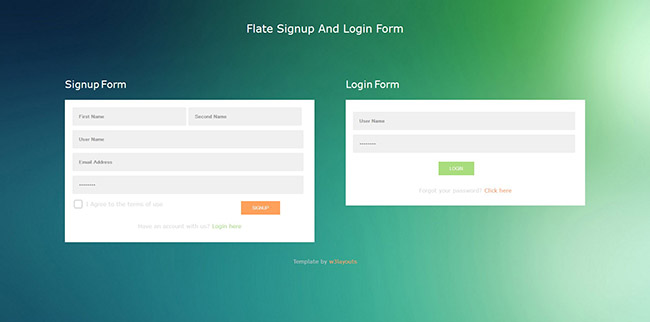 Flate Signup And Login Form
Signup Form
First Name
Second Name
User Name
Email Address
--------
I Agree to the terms of use
SIGNUP
Have an account with us? Login here
Login Form
User Name
--------
LOGIN
Forgot your password? Click here
Template by w3layouts